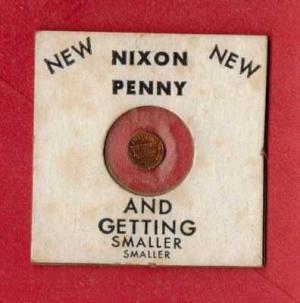 NEW NIXON NEW
PENNY
AND
GETTING
SMALLER
SMALLER